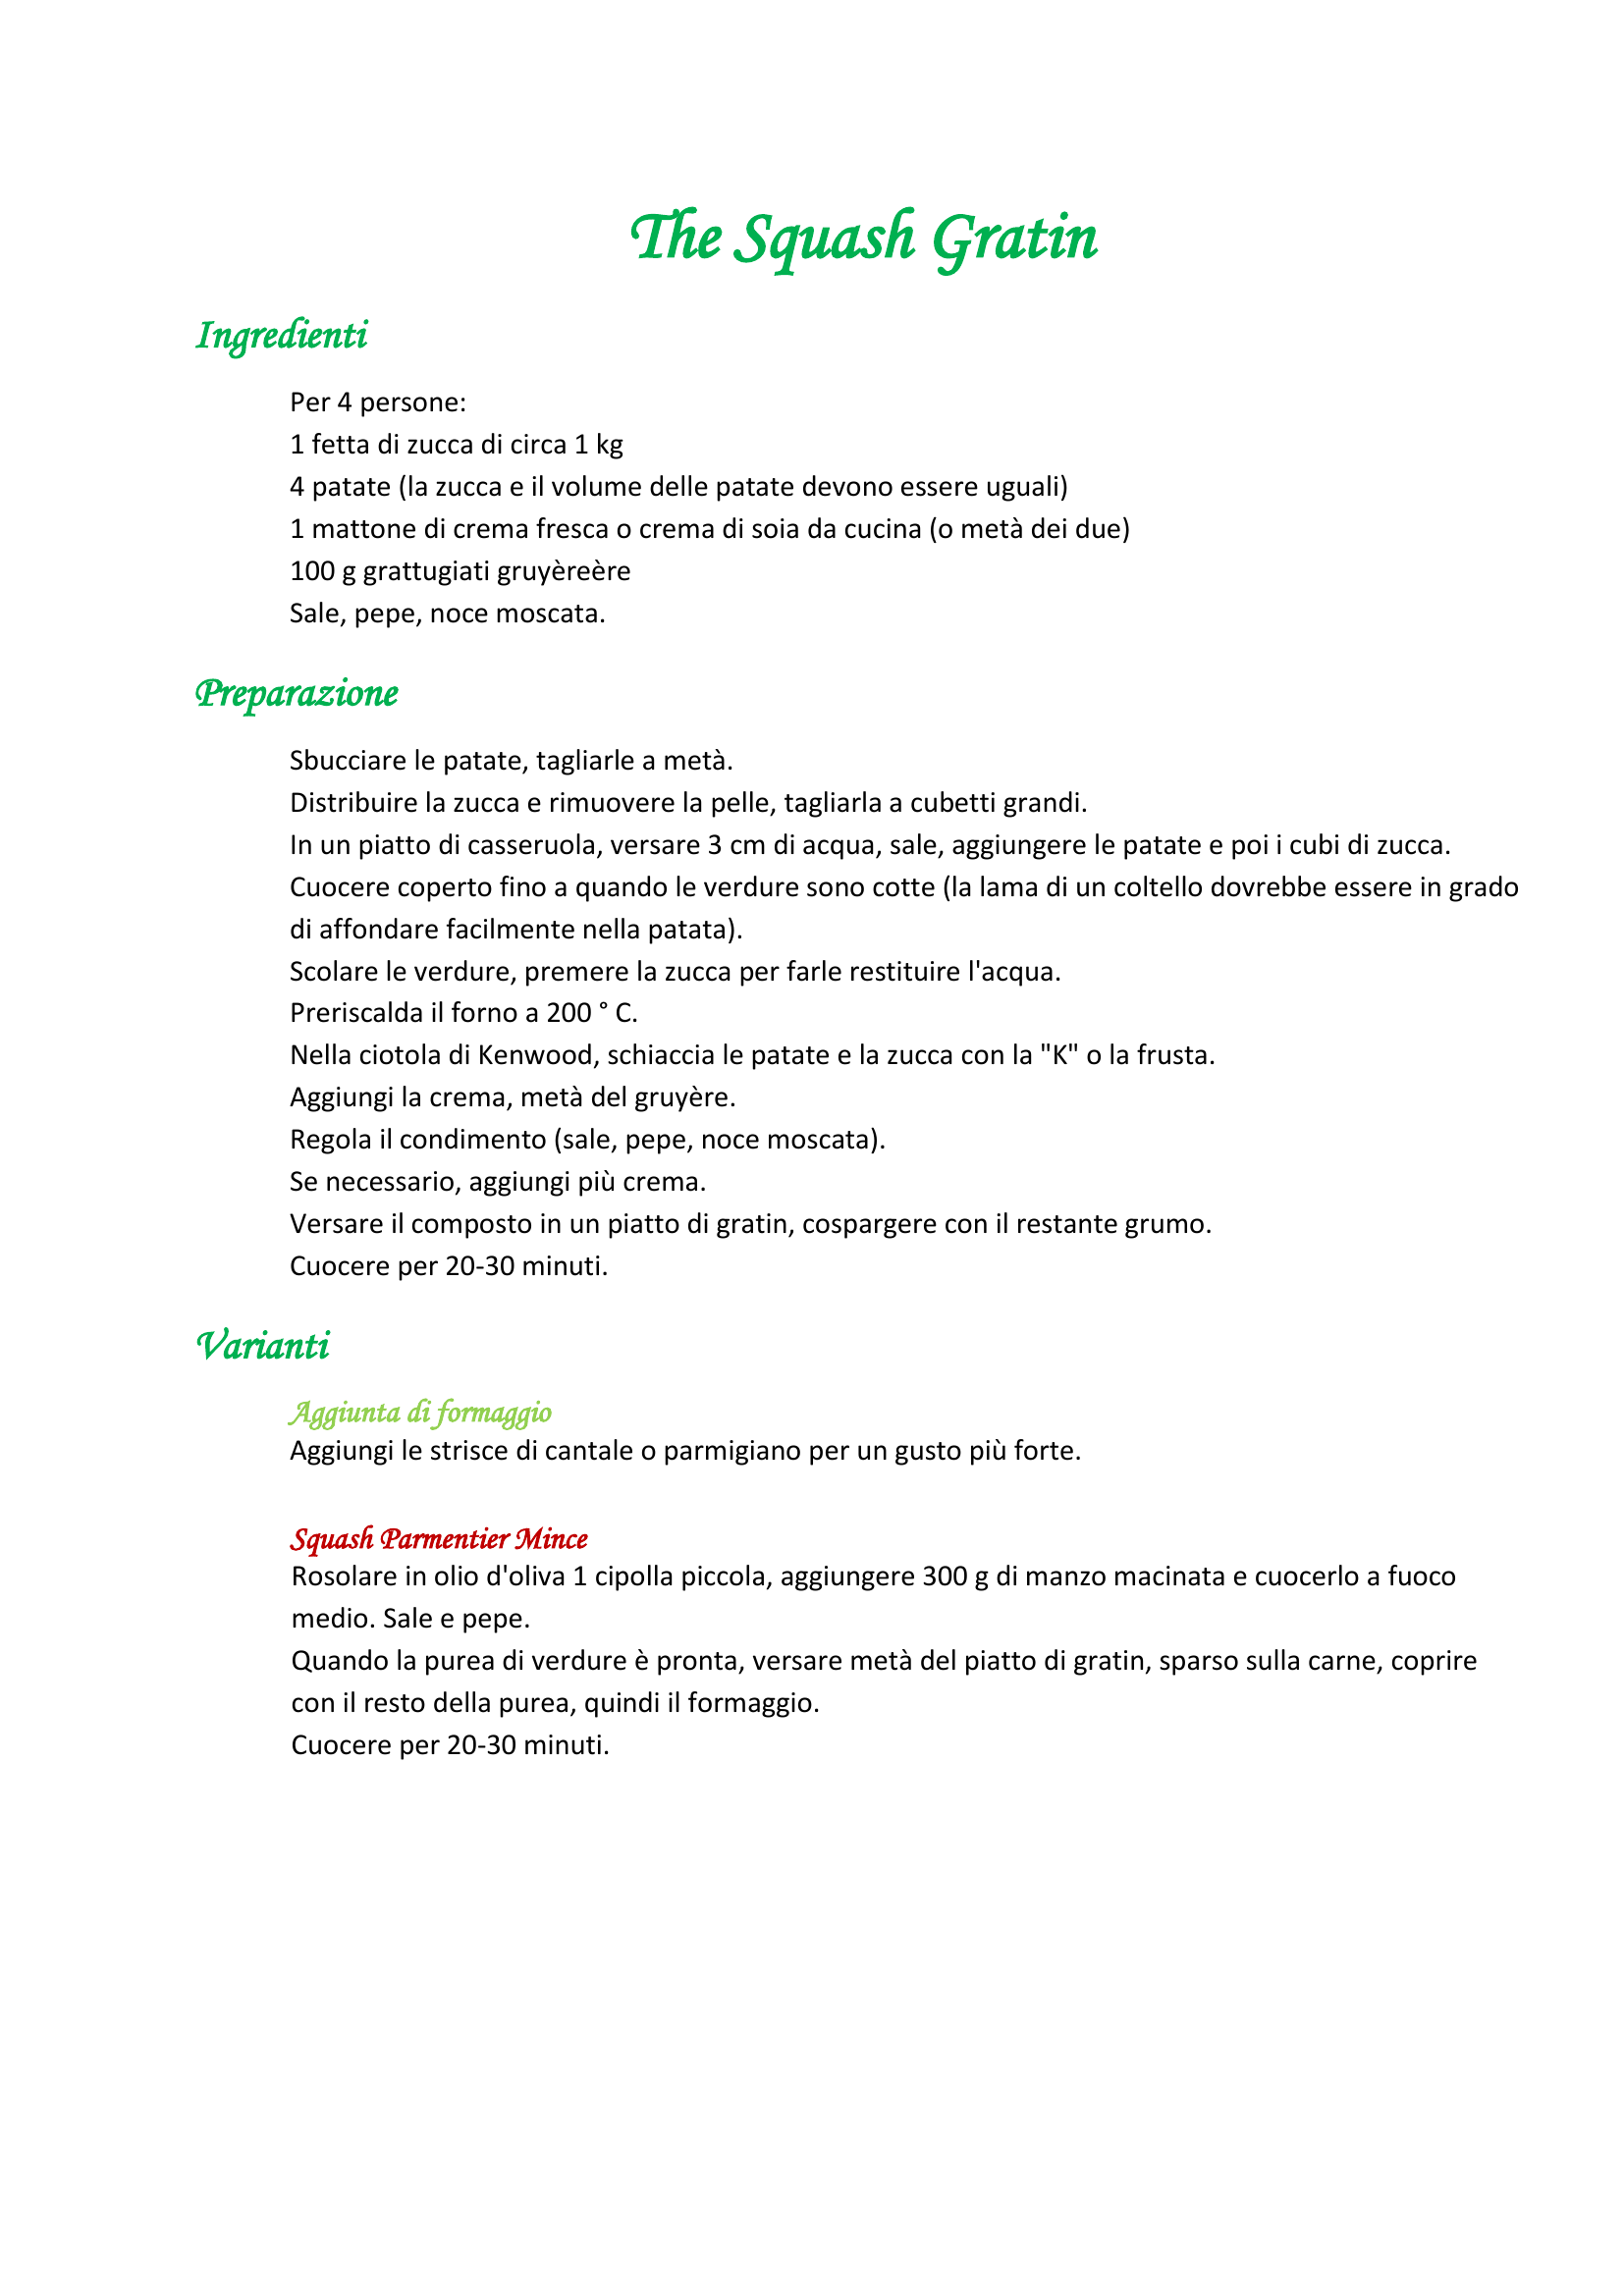 The Squash Gratin
Ingredienti
Per 4 persone:
1 fetta di zucca di circa 1 kg
4 patate (la zucca e il volume delle patate devono essere uguali)
1 mattone di crema fresca o crema di soia da cucina (o metà dei due)
100 g grattugiati gruyèreère
Sale, pepe, noce moscata.
Preparazione
Sbucciare le patate, tagliarle a metà.
Distribuire la zucca e rimuovere la pelle, tagliarla a cubetti grandi.
In un piatto di casseruola, versare 3 cm di acqua, sale, aggiungere le patate e poi i cubi di zucca.
Cuocere coperto fino a quando le verdure sono cotte (la lama di un coltello dovrebbe essere in grado
di affondare facilmente nella patata).
Scolare le verdure, premere la zucca per farle restituire l'acqua.
Preriscalda il forno a 200 ° C.
Nella ciotola di Kenwood, schiaccia le patate e la zucca con la "K" o la frusta.
Aggiungi la crema, metà del gruyère.
Regola il condimento (sale, pepe, noce moscata).
Se necessario, aggiungi più crema.
Versare il composto in un piatto di gratin, cospargere con il restante grumo.
Cuocere per 20-30 minuti.
Varianti
Aggiunta di formaggio
Aggiungi le strisce di cantale o parmigiano per un gusto più forte.
Squash Parmentier Mince
Rosolare in olio d'oliva 1 cipolla piccola, aggiungere 300 g di manzo macinata e cuocerlo a fuoco
medio. Sale e pepe.
Quando la purea di verdure è pronta, versare metà del piatto di gratin, sparso sulla carne, coprire
con il resto della purea, quindi il formaggio.
Cuocere per 20-30 minuti.